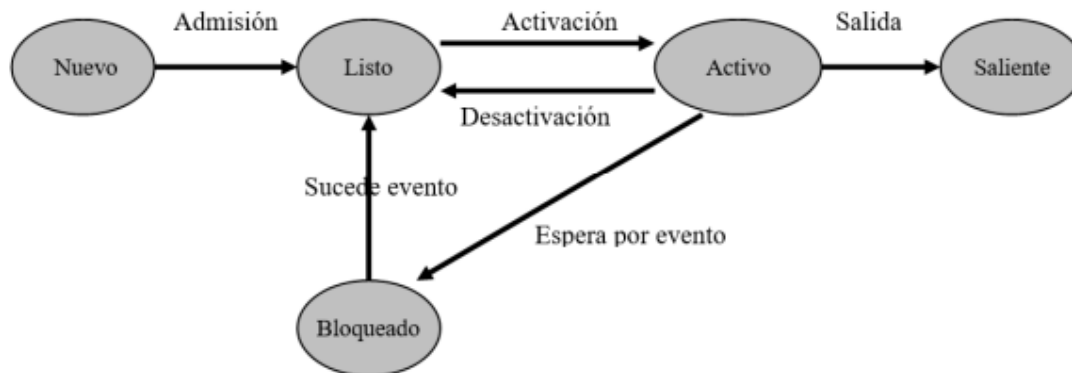 Admisión
Activación
Salida
Nuevo
Listo
Activo
Saliente
Desactivación
Sucede evento
Espera por evento
Bloqueado